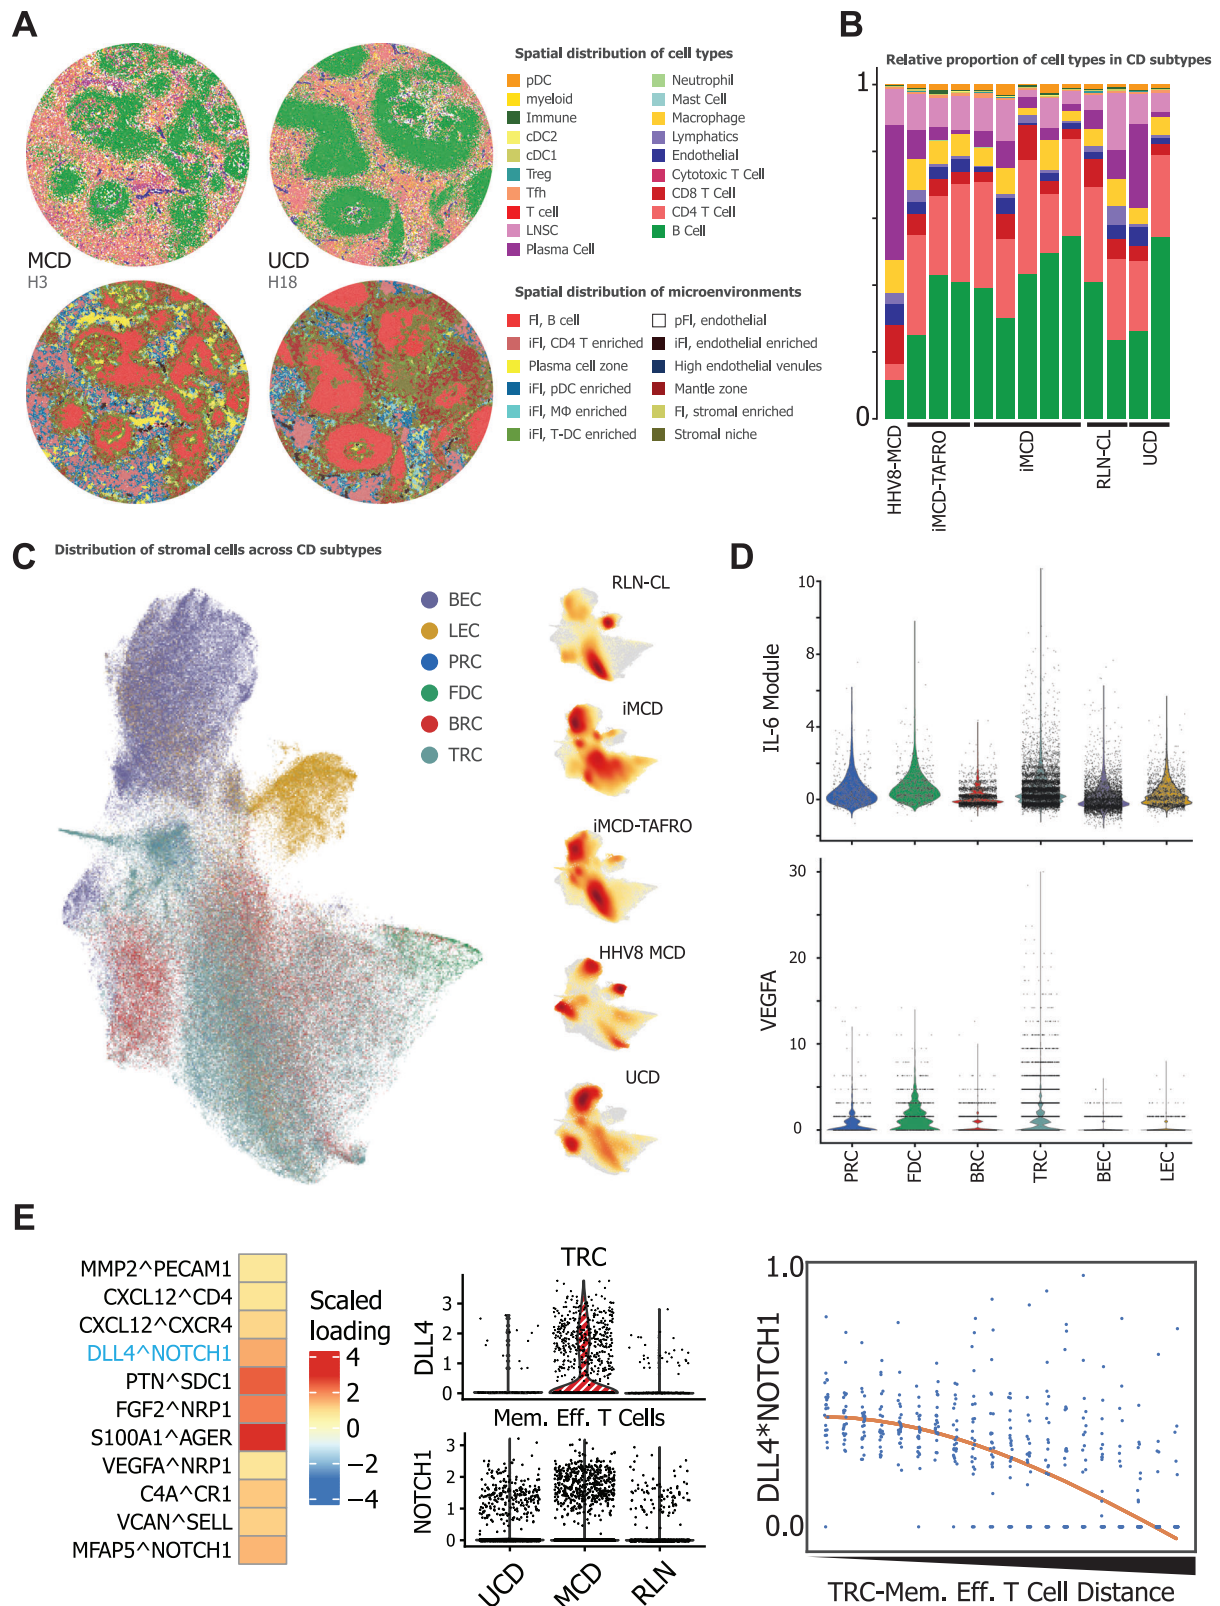 A
B
Spatial distribution of cell types
Relative proportion of cell types in CD subtypes
pDC
myeloid
Immune
cDC2
cDC1
Treg
Tfh
T cell
LNSC
Plasma Cell
Neutrophil
Mast Cell
Macrophage
Lymphatics
Endothelial
Cytotoxic T Cell
CD8 T Cell
CD4 T Cell
B Cell
MCD
H3
UCD
H18
Spatial distribution of microenvironments
FI, B cell
iFI, CD4 T enriched
Plasma cell zone
iFI, pDC enriched
iFI, MΦ enriched
iFI, T-DC enriched
pFI, endothelial
iFI, endothelial enriched
High endothelial venules
Mantle zone
FI, stromal enriched
Stromal niche
1
0
HHV8-MCD
iMCD-TAFRO
iMCD
RLN-CL
UCD
C
Distribution of stromal cells across CD subtypes
BEC
LEC
PRC
FDC
BRC
TRC
RLN-CL
iMCD
iMCD-TAFRO
HHV8 MCD
UCD
D
IL-6 Module
10
8
4
0
VEGFA
30
20
10
0
PRC
FDC
BRC
TRC
BEC
LEC
E
MMP2^PECAM1
CXCL12^CD4
CXCL12^CXCR4
DLL4^NOTCH1
PTN^SDC1
FGF2^NRP1
S100A1^AGER
VEGFA^NRP1
C4A^CR1
VCAN^SELL
MFAP5^NOTCH1
Scaled
loading
4
2
0
−2
−4
TRC
DLL4
3
2
1
0
Mem. Eff. T Cells
NOTCH1
3
2
1
0
UCD
MCD
RLN
1.0
DLL4*NOTCH1
0.0
TRC-Mem. Eff. T Cell Distance